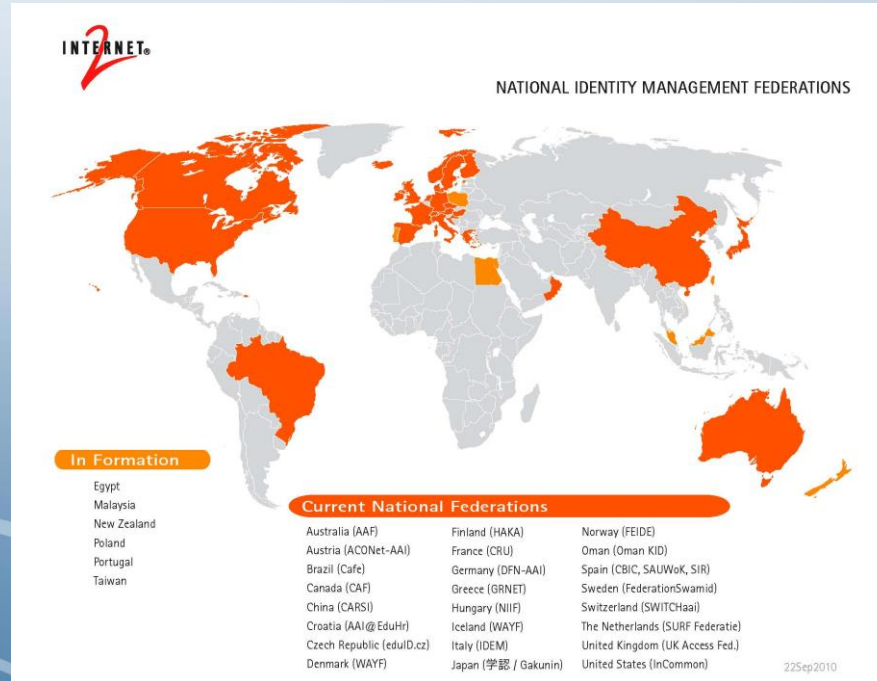 INTERNET®
2
NATIONAL IDENTITY MANAGEMENT FEDERATIONS
In Formation
Egypt
Malaysia
New Zealand
Poland
Portugal
Taiwan
Current National Federations
Australia (AAF)
Austria (ACONet-AAI)
Brazil (Cafe)
Canada (CAF)
China (CARSI)
Croatia (AAI@EduHr)
Czech Republic (eduID.cz)
Denmark (WAYF)
Finland (HAKA)
France (CRU)
Germany (DFN-AAI)
Greece (GRNET)
Hungary (NIIF)
Iceland (WAYF)
Italy (IDEM)
Japan (学認 / Gakunin)
Norway (FEIDE)
Oman (Oman KID)
Spain (CBIC, SAUWoK, SIR)
Sweden (FederationSwamid)
Switzerland (SWITCHaai)
The Netherlands (SURF Federatie)
United Kingdom (UK Access Fed.)
United States (InCommon)
22Sep2010